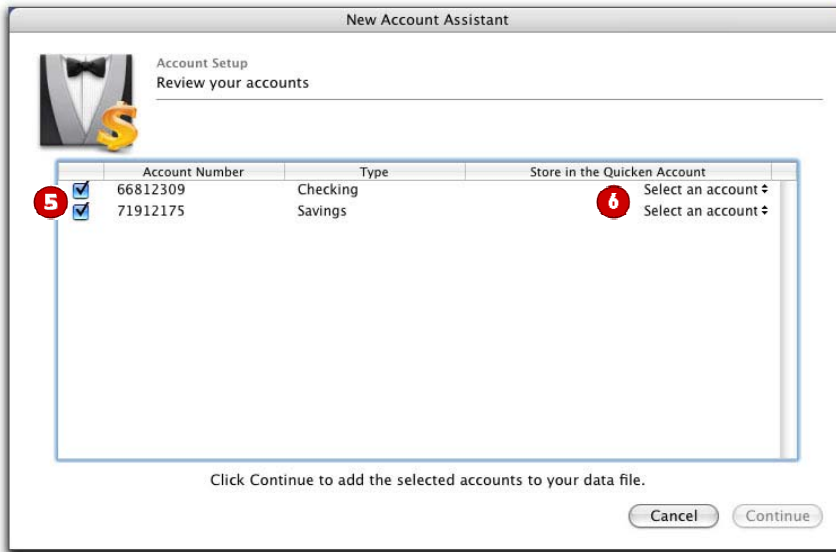 New Account Assistant
Account Setup
Review your accounts
Account Number Type Store in the Quicken Account
5 66812309 Checking 6 Select an account
71912175 Savings Select an account
Click Continue to add the selected accounts to your data file.
Cancel Continue